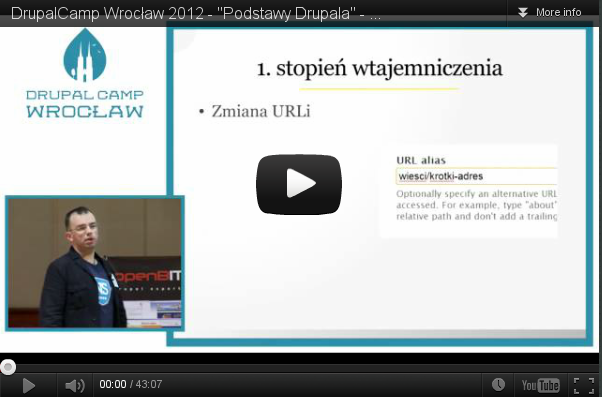 DrupalCamp Wrocław 2012 - "Podstawy Drupala" - ...
More info
DRUPAL CAMP
WROCŁAW
1. stopień wtajemniczenia
• Zmiana URLi
URL alias
wiesci/krotki-adres
Optionally specify an alternative URL
accessed. For example, type "about"
relative path and don't add a trailing
openBIT
drupal experts
00:00 / 43:07
YouTube